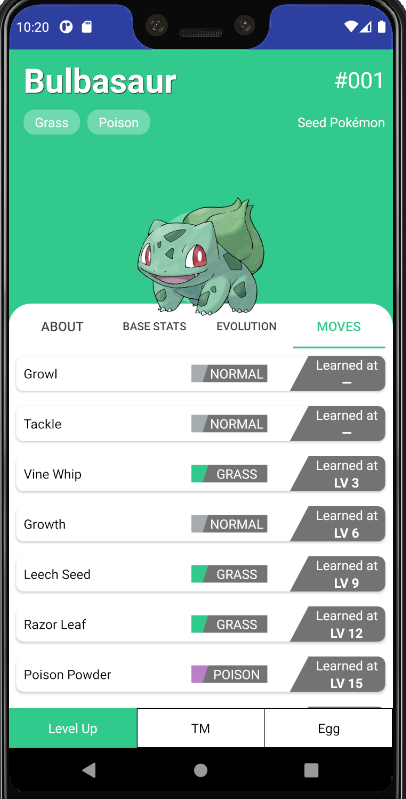 10:20
Bulbasaur #001
Grass Poison Seed Pokémon
ABOUT BASE STATS EVOLUTION MOVES
Growl NORMAL Learned at
—
Tackle NORMAL Learned at
—
Vine Whip GRASS Learned at
LV 3
Growth NORMAL Learned at
LV 6
Leech Seed GRASS Learned at
LV 9
Razor Leaf GRASS Learned at
LV 12
Poison Powder POISON Learned at
LV 15
Level Up TM Egg